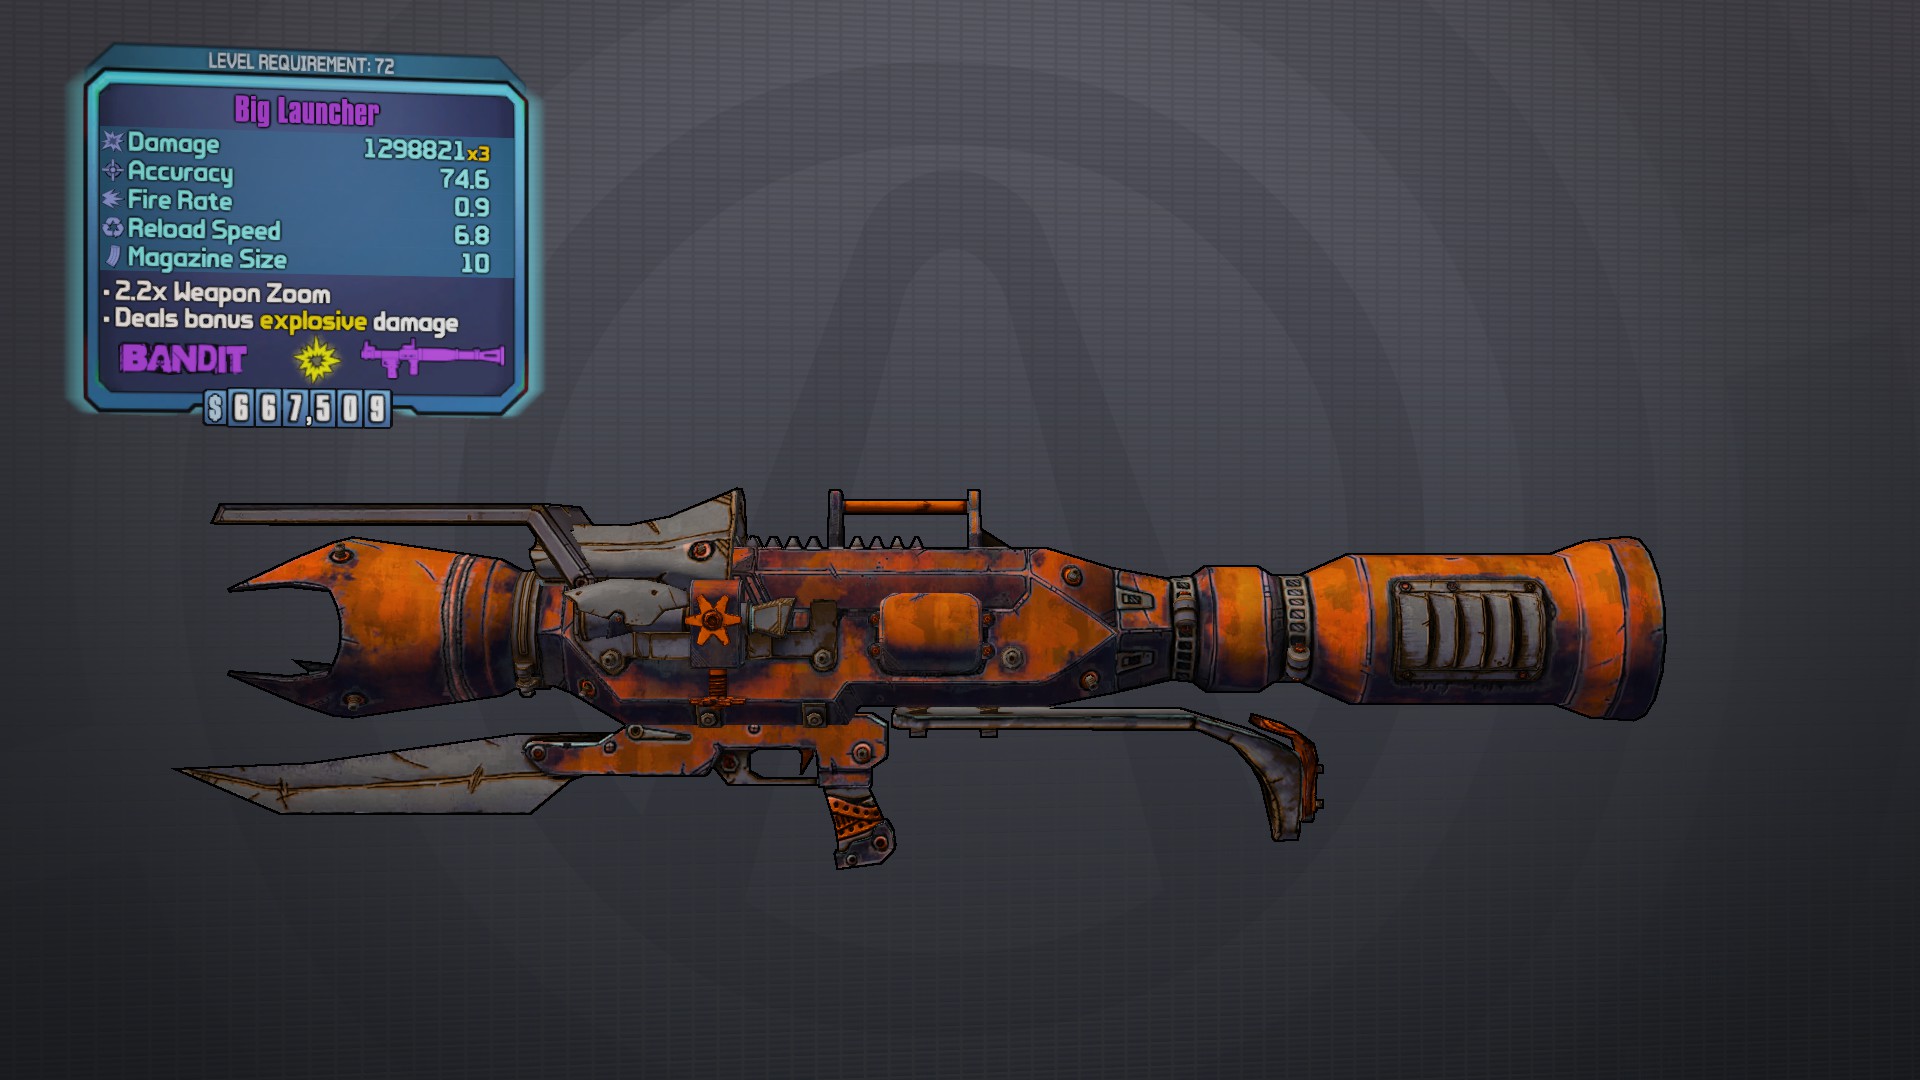 LEVEL REQUIREMENT: 72
Big Launcher
Damage 1298821x3
Accuracy 74.6
Fire Rate 0.9
Reload Speed 6.8
Magazine Size 10
• 2.2x Weapon Zoom
• Deals bonus explosive damage
BANDIT
$667,509